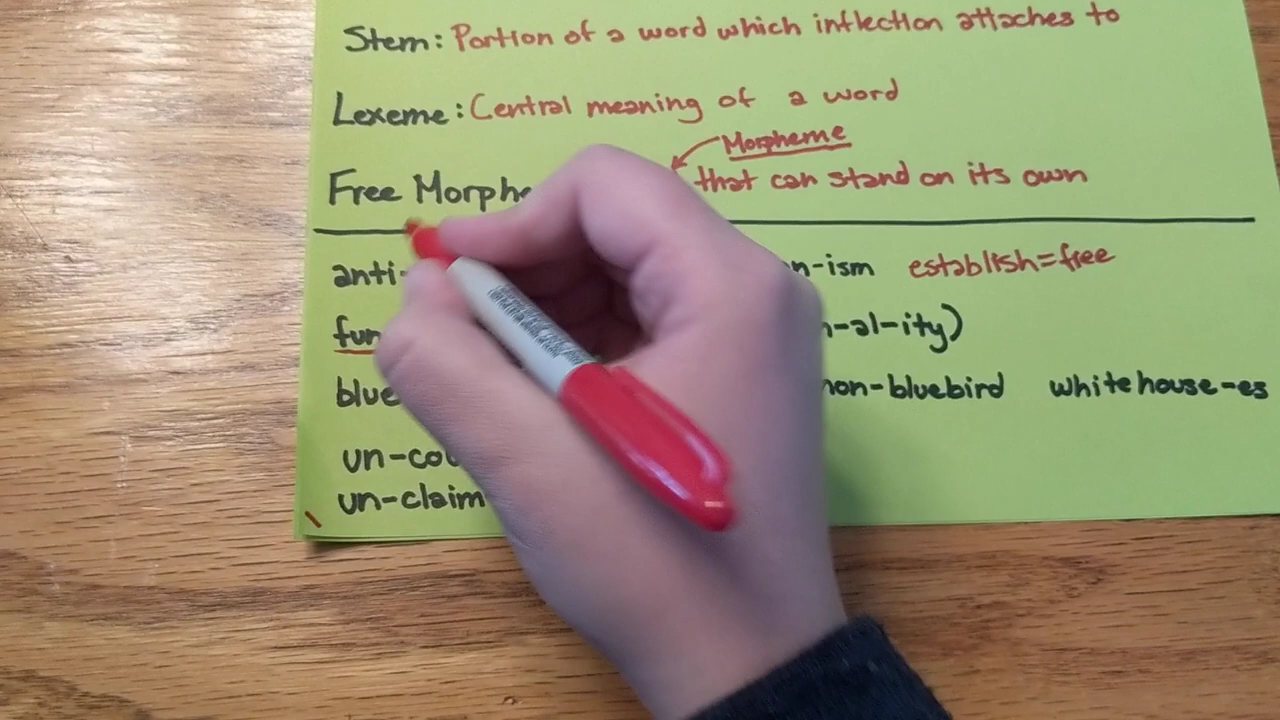 Stem: Portion of a word which inflection attaches to
Lexeme: Central meaning of a word
Morpheme
Free Morphe that can stand on its own
anti- n-ism establish=free
fun -al-ity)
blue non-bluebird whitehouse-es
un-cou
un-claim